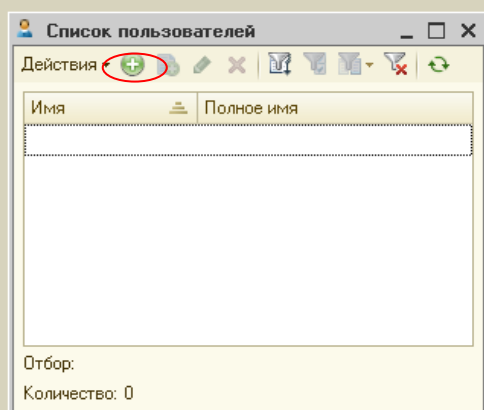 Список пользователей
Действия
Имя Полное имя
Отбор:
Количество: 0